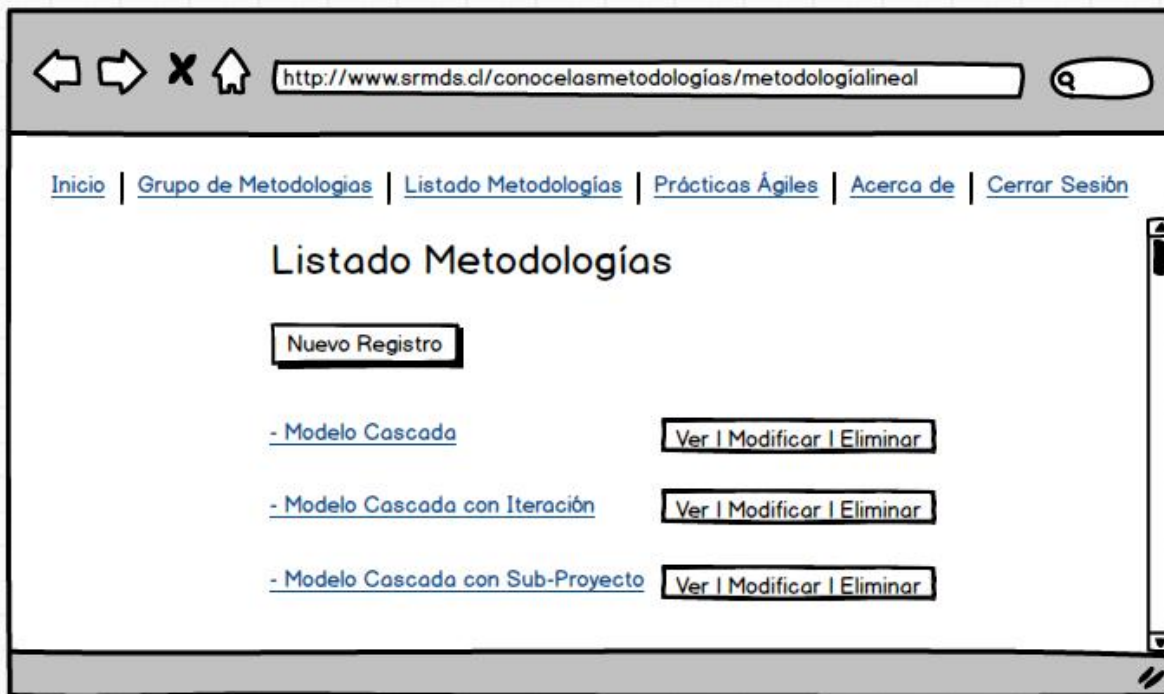 http://www.srmds.cl/conocelasmetodologías/metodologíalineal
Inicio | Grupo de Metodologias | Listado Metodologías | Prácticas Ágiles | Acerca de | Cerrar Sesión
Listado Metodologías
Nuevo Registro
- Modelo Cascada Ver | Modificar | Eliminar
- Modelo Cascada con Iteración Ver | Modificar | Eliminar
- Modelo Cascada con Sub-Proyecto Ver | Modificar | Eliminar